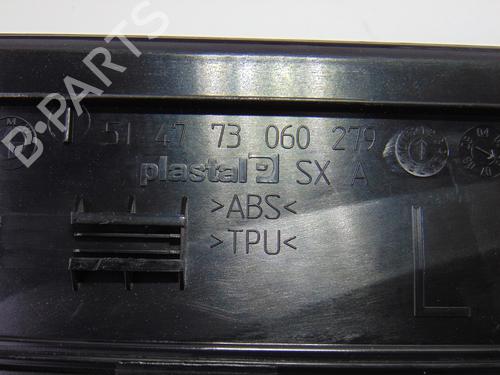 B-PARTS
51 47 73 060 279
plastal SX A
>ABS<
>TPU<
L